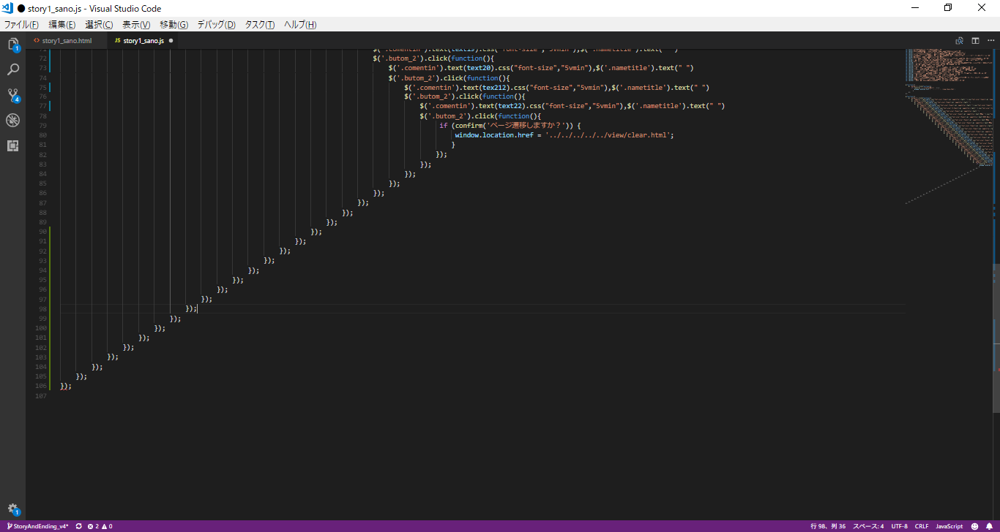 ● story1_sano.js - Visual Studio Code
ファイル(F) 編集(E) 選択(C) 表示(V) 移動(G) デバッグ(D) タスク(T) ヘルプ(H)
<> story1_sano.html JS story1_sano.js ●
71 $('.comentin').text(text19).css("font-size","5vmin"),$('.nametitle').text(" ")
72 $('.butom_2').click(function(){
73 $('.comentin').text(text20).css("font-size","5vmin"),$('.nametitle').text(" ")
74 $('.butom_2').click(function(){
75 $('.comentin').text(tex212).css("font-size","5vmin"),$('.nametitle').text(" ")
76 $('.butom_2').click(function(){
77 $('.comentin').text(text22).css("font-size","5vmin"),$('.nametitle').text(" ")
78 $('.butom_2').click(function(){
79 if (confirm('ページ遷移しますか？')) {
80 window.location.href = '../../../../../view/clear.html';
81 }
82 });
83 });
84 });
85 });
86 });
87 });
88 });
89 });
90 });
91 });
92 });
93 });
94 });
95 });
96 });
97 });
98 });
99 });
100 });
101 });
102 });
103 });
104 });
105 });
106 });
107
1
4
1
StoryAndEnding_v4* 2 0 行 98、列 36 スペース: 4 UTF-8 CRLF JavaScript